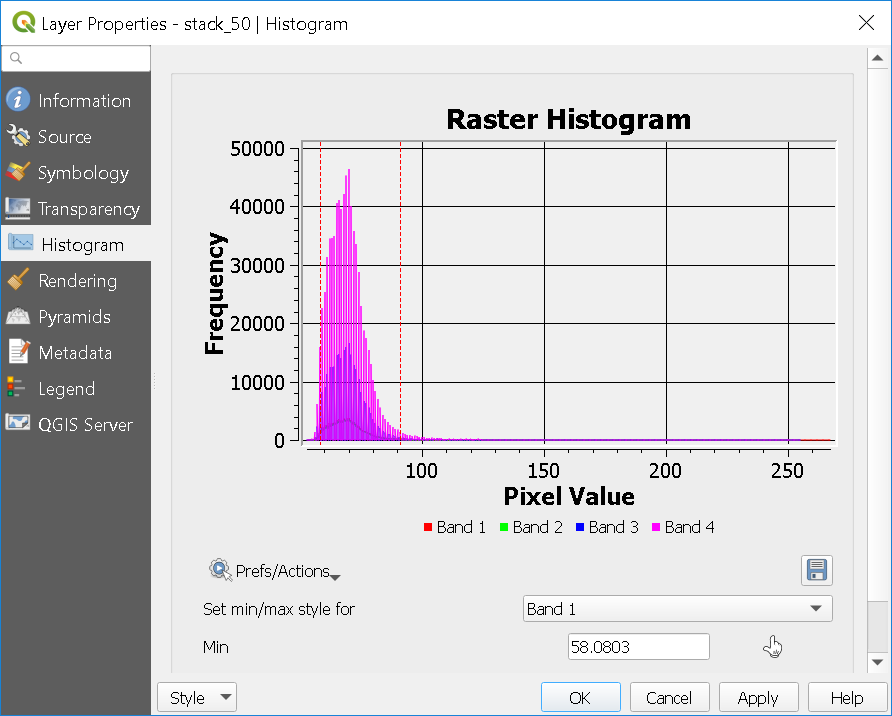 Layer Properties - stack_50 | Histogram
Information
Source
Symbology
Transparency
Histogram
Rendering
Pyramids
Metadata
Legend
QGIS Server
Raster Histogram
Frequency
50000
40000
30000
20000
10000
0
100 150 200 250
Pixel Value
Band 1 Band 2 Band 3 Band 4
Prefs/Actions
Set min/max style for Band 1
Min 58.0803
Style OK Cancel Apply Help